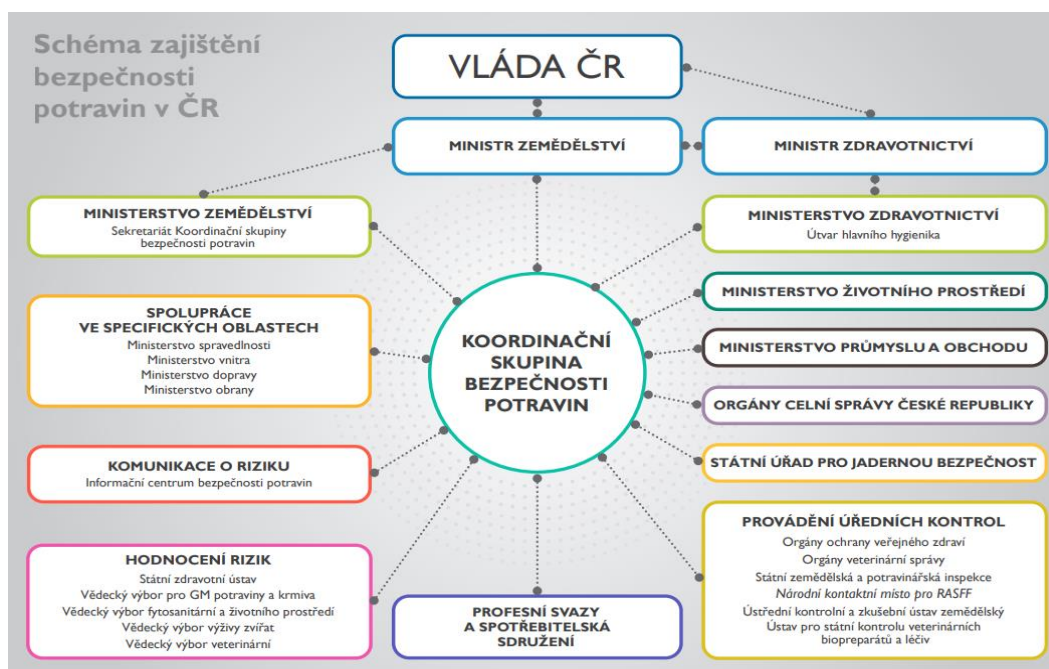 Schéma zajištění
bezpečnosti
potravin v ČR
VLÁDA ČR
MINISTR ZEMĚDĚLSTVÍ
MINISTR ZDRAVOTNICTVÍ
MINISTERSTVO ZEMĚDĚLSTVÍ
Sekretariát Koordinační skupiny
bezpečnosti potravin
MINISTERSTVO ZDRAVOTNICTVÍ
Útvar hlavního hygienika
SPOLUPRÁCE
VE SPECIFICKÝCH OBLASTECH
Ministerstvo spravedlnosti
Ministerstvo vnitra
Ministerstvo dopravy
Ministerstvo obrany
KOORDINAČNÍ
SKUPINA
BEZPEČNOSTI
POTRAVIN
MINISTERSTVO ŽIVOTNÍHO PROSTŘEDÍ
MINISTERSTVO PRŮMYSLU A OBCHODU
ORGÁNY CELNÍ SPRÁVY ČESKÉ REPUBLIKY
STÁTNÍ ÚŘAD PRO JADERNOU BEZPEČNOST
KOMUNIKACE O RIZIKU
Informační centrum bezpečnosti potravin
HODNOCENÍ RIZIK
Státní zdravotní ústav
Vědecký výbor pro GM potraviny a krmiva
Vědecký výbor fytosanitární a životního prostředí
Vědecký výbor výživy zvířat
Vědecký výbor veterinární
PROFESNÍ SVAZY
A SPOTŘEBITELSKÁ
SDRUŽENÍ
PROVÁDĚNÍ ÚŘEDNÍCH KONTROL
Orgány ochrany veřejného zdraví
Orgány veterinární správy
Státní zemědělská a potravinářská inspekce
Národní kontaktní místo pro RASFF
Ústřední kontrolní a zkušební ústav zemědělský
Ústav pro státní kontrolu veterinárních
biopreparátů a léčiv